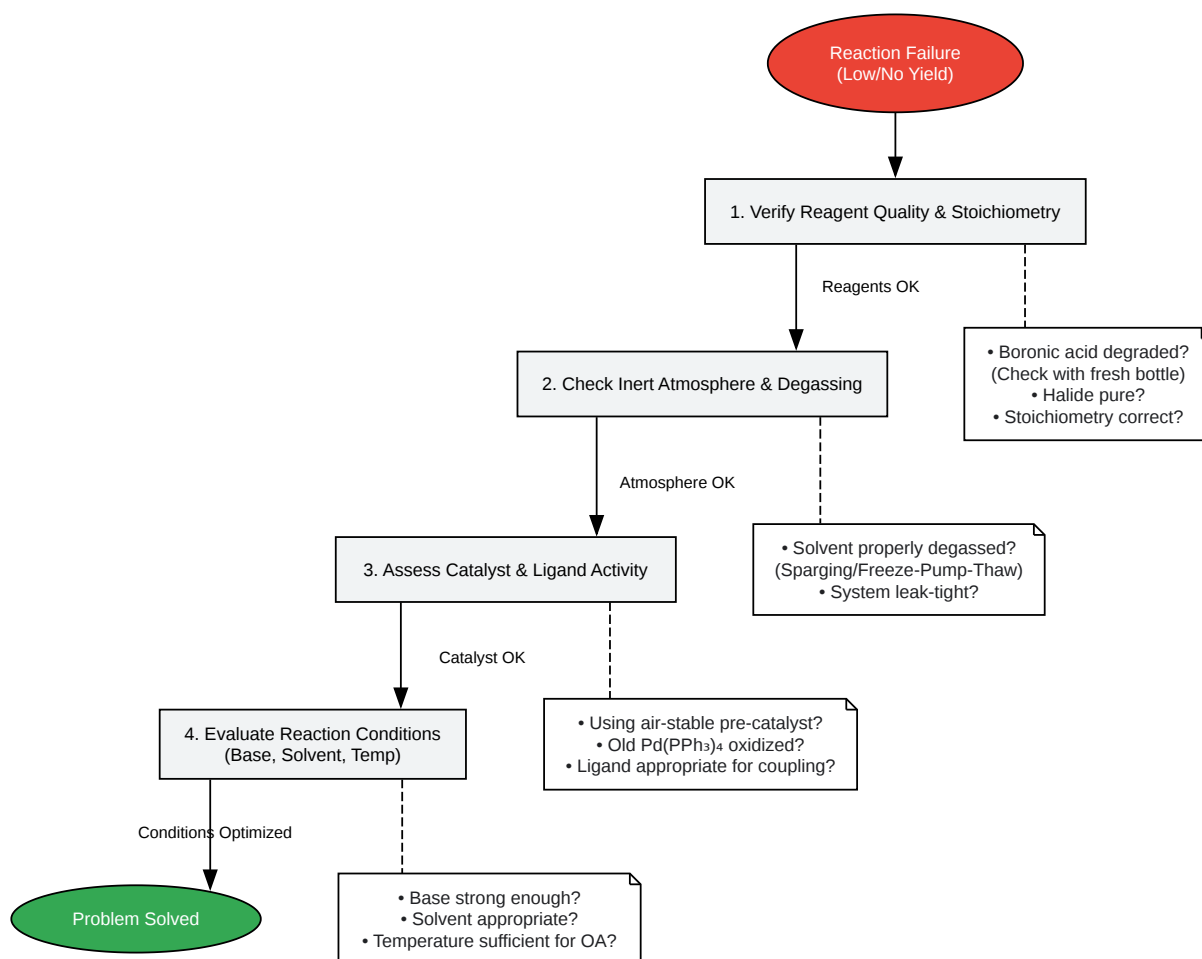 Reaction Failure
(Low/No Yield)
1. Verify Reagent Quality & Stoichiometry
Reagents OK
• Boronic acid degraded?
(Check with fresh bottle)
• Halide pure?
• Stoichiometry correct?
2. Check Inert Atmosphere & Degassing
Atmosphere OK
• Solvent properly degassed?
(Sparging/Freeze-Pump-Thaw)
• System leak-tight?
3. Assess Catalyst & Ligand Activity
Catalyst OK
• Using air-stable pre-catalyst?
• Old Pd(PPh₃)₄ oxidized?
• Ligand appropriate for coupling?
4. Evaluate Reaction Conditions
(Base, Solvent, Temp)
Conditions Optimized
• Base strong enough?
• Solvent appropriate?
• Temperature sufficient for OA?
Problem Solved